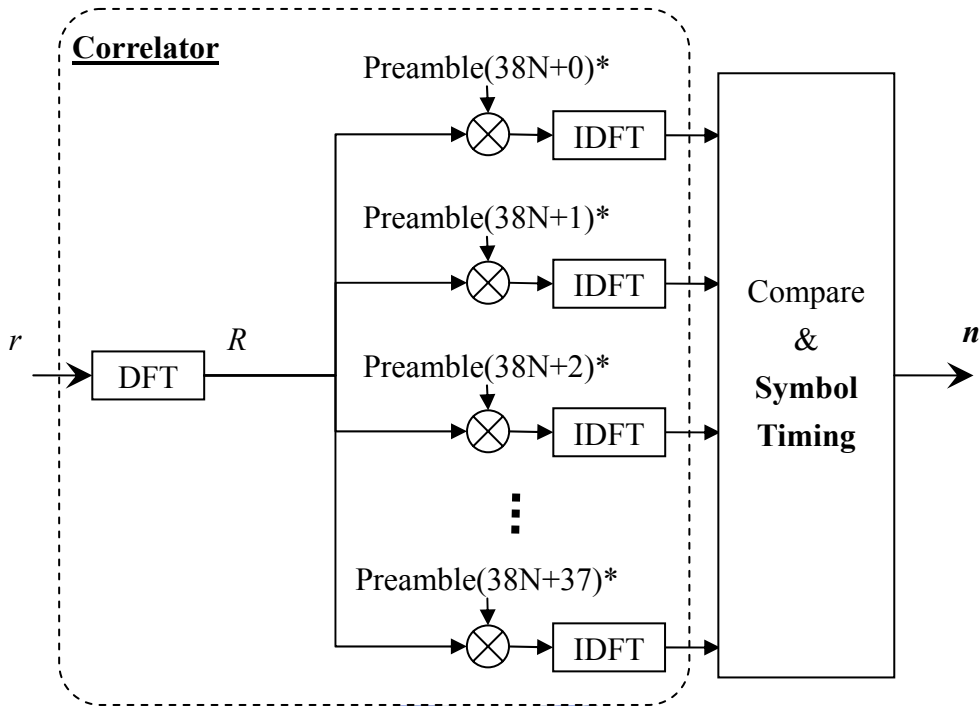 Correlator
Preamble(38N+0)*
IDFT
Preamble(38N+1)*
IDFT
r
DFT
R
Preamble(38N+2)*
IDFT
Preamble(38N+37)*
IDFT
Compare
&
Symbol
Timing
n